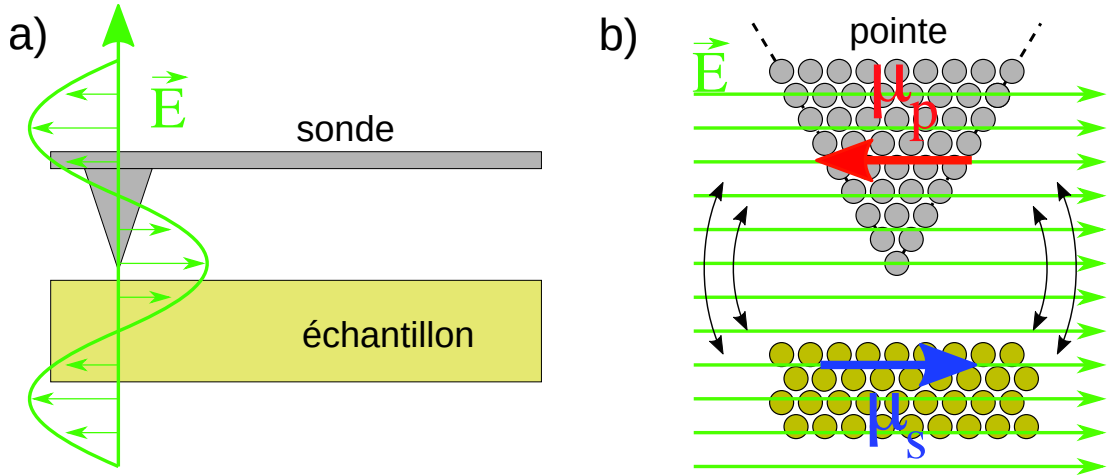 a)
E
sonde
échantillon
b)
pointe
E
μp
μs